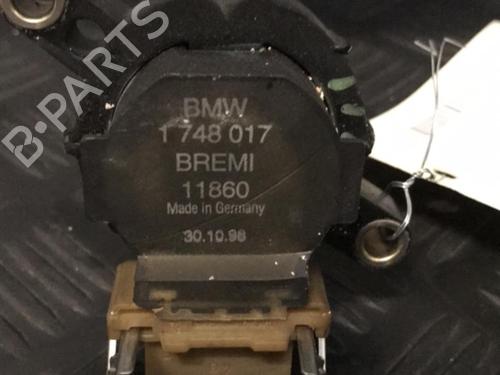 B-PARTS
BMW
1 748 017
BREMI
11860
Made in Germany
30.10.98